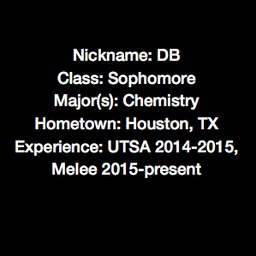 Nickname: DB
Class: Sophomore
Major(s): Chemistry
Hometown: Houston, TX
Experience: UTSA 2014-2015,
Melee 2015-present